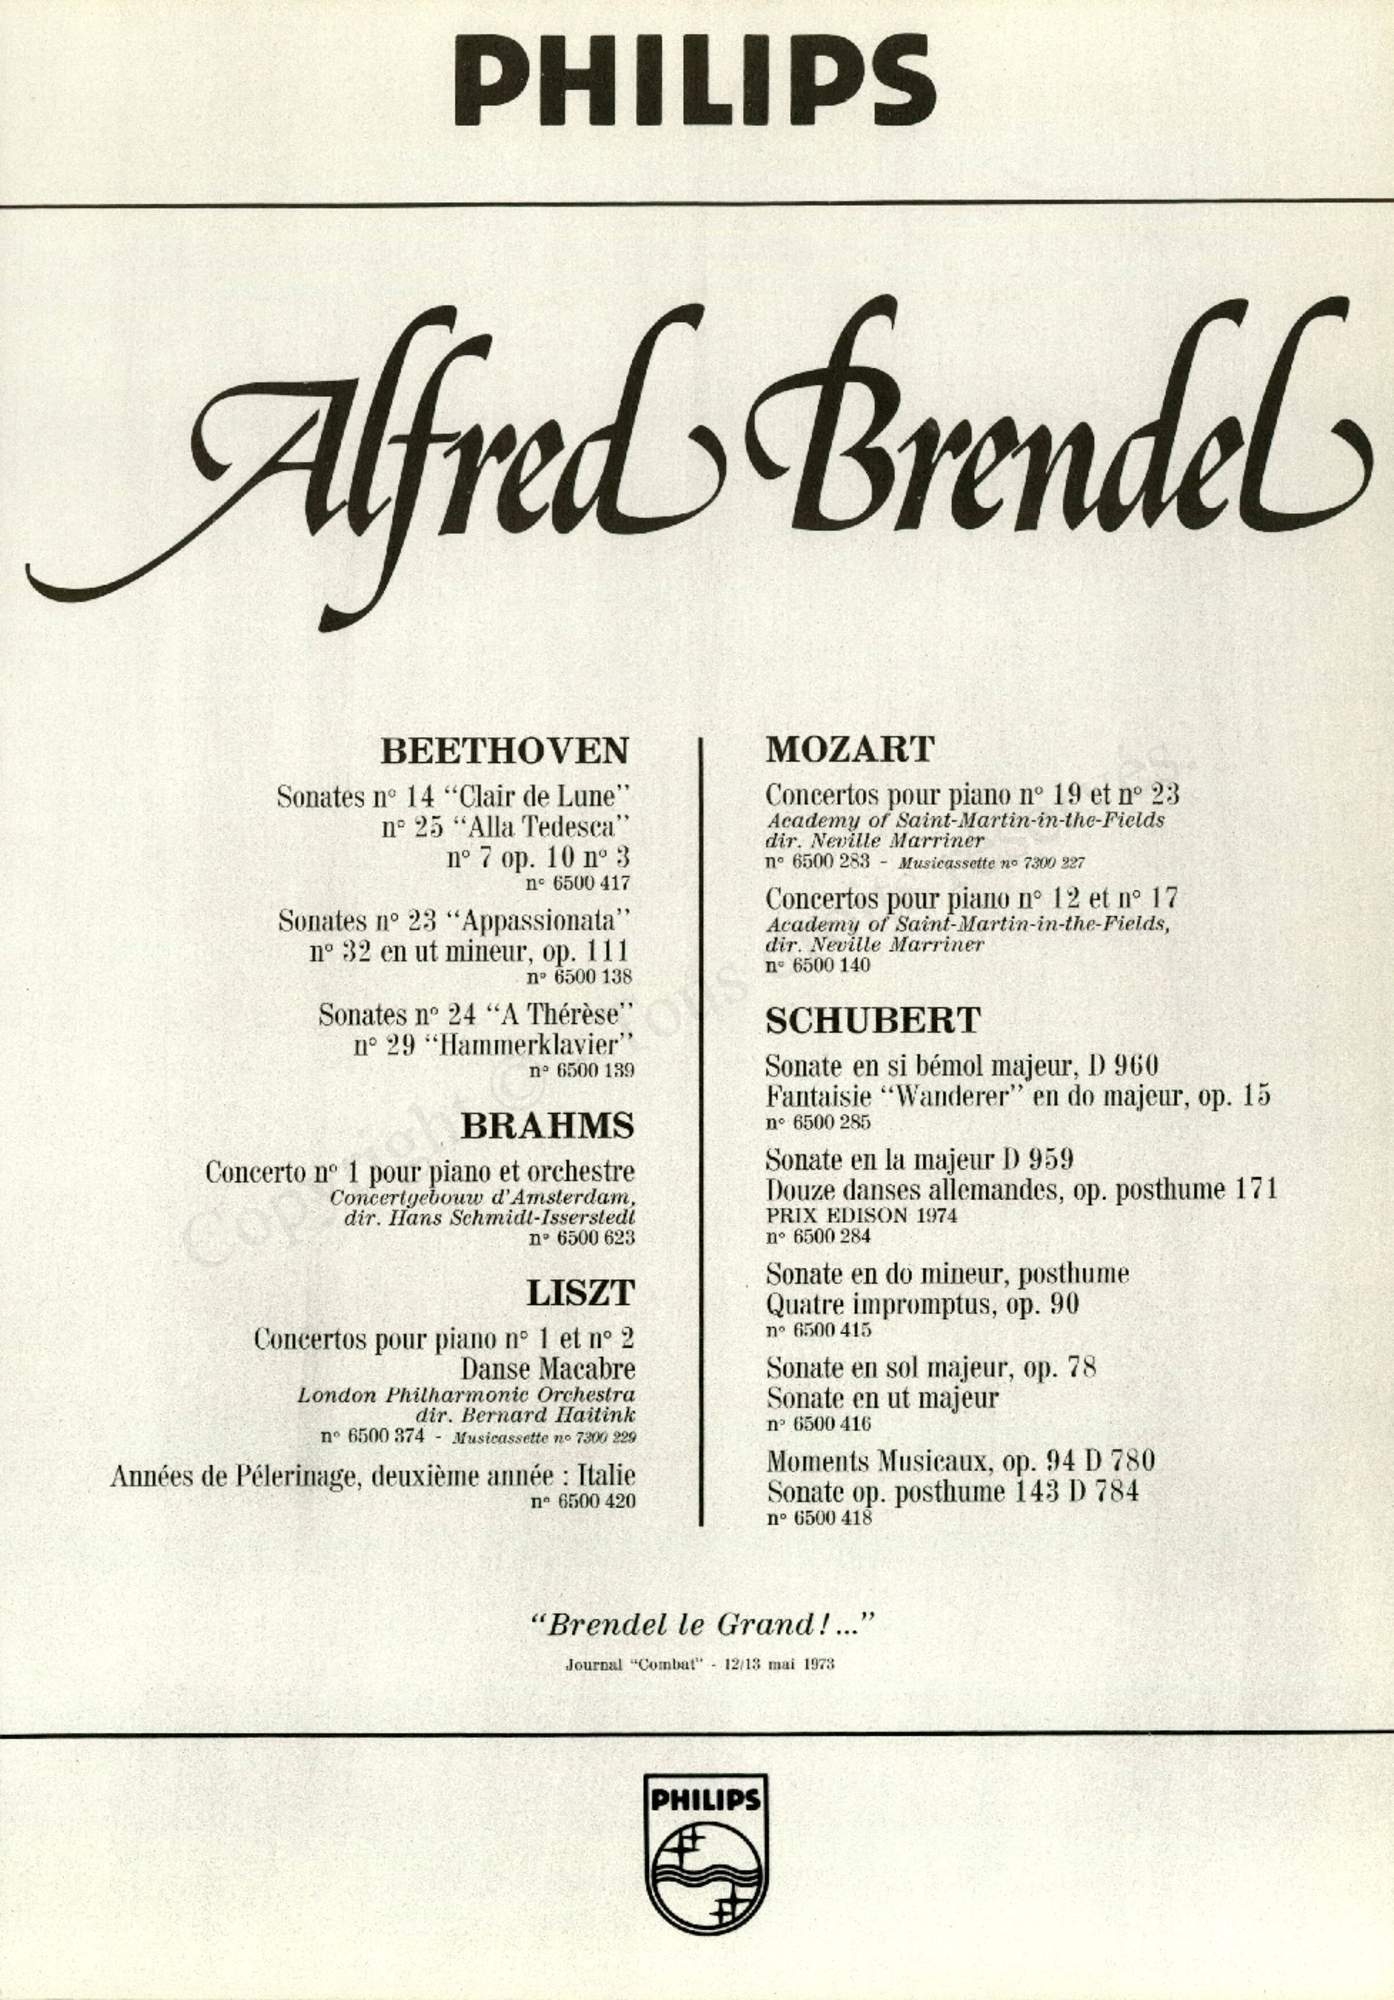 PHILIPS
Alfred Brendel
BEETHOVEN
Sonates n° 14 "Clair de Lune"
n° 25 "Alla Tedesca"
n° 7 op. 10 n° 3
n° 6500 417
Sonates n° 23 "Appassionata"
n° 32 en ut mineur, op. 111
n° 6500 138
Sonates n° 24 "A Thérèse"
n° 29 "Hammerklavier"
n° 6500 139
BRAHMS
Concerto n° 1 pour piano et orchestre
Concertgebouw d'Amsterdam,
dir. Hans Schmidt-Isserstedt
n° 6500 623
LISZT
Concertos pour piano n° 1 et n° 2
Danse Macabre
London Philharmonic Orchestra
dir. Bernard Haitink
n° 6500 374 - Musicassette n° 7300 229
Années de Pélerinage, deuxième année : Italie
n° 6500 420
MOZART
Concertos pour piano n° 19 et n° 23
Academy of Saint-Martin-in-the-Fields
dir. Neville Marriner
n° 6500 283 - Musicassette n° 7300 227
Concertos pour piano n° 12 et n° 17
Academy of Saint-Martin-in-the-Fields,
dir. Neville Marriner
n° 6500 140
SCHUBERT
Sonate en si bémol majeur, D 960
Fantaisie "Wanderer" en do majeur, op. 15
n° 6500 285
Sonate en la majeur D 959
Douze danses allemandes, op. posthume 171
PRIX EDISON 1974
n° 6500 284
Sonate en do mineur, posthume
Quatre impromptus, op. 90
n° 6500 415
Sonate en sol majeur, op. 78
Sonate en ut majeur
n° 6500 416
Moments Musicaux, op. 94 D 780
Sonate op. posthume 143 D 784
n° 6500 418
"Brendel le Grand!..."
Journal "Combat" - 12/13 mai 1973
PHILIPS
Copyright ©